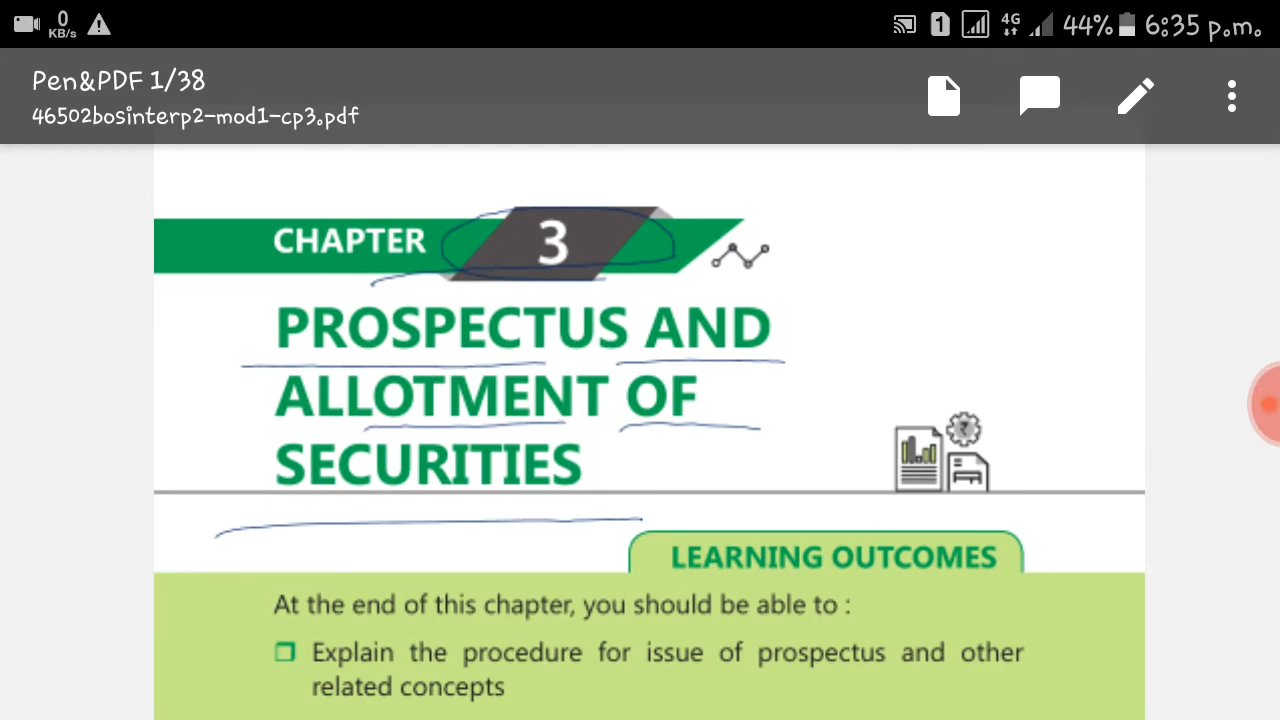 0
KB/s
1
4G
44%
6:35 p.m.
Pen&PDF 1/38
46502bosinterp2-mod1-cp3.pdf
CHAPTER 3
PROSPECTUS AND
ALLOTMENT OF
SECURITIES
₹
LEARNING OUTCOMES
At the end of this chapter, you should be able to :
Explain the procedure for issue of prospectus and other
related concepts